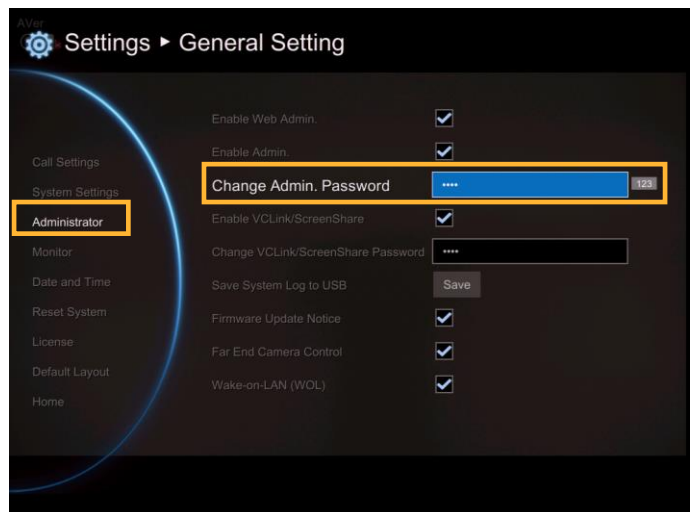 AVer
Settings ► General Setting
Enable Web Admin.
Enable Admin.
Change Admin. Password •••• 123
Enable VCLink/ScreenShare
Change VCLink/ScreenShare Password ••••
Save System Log to USB Save
Firmware Update Notice
Far End Camera Control
Wake-on-LAN (WOL)
Call Settings
System Settings
Administrator
Monitor
Date and Time
Reset System
License
Default Layout
Home